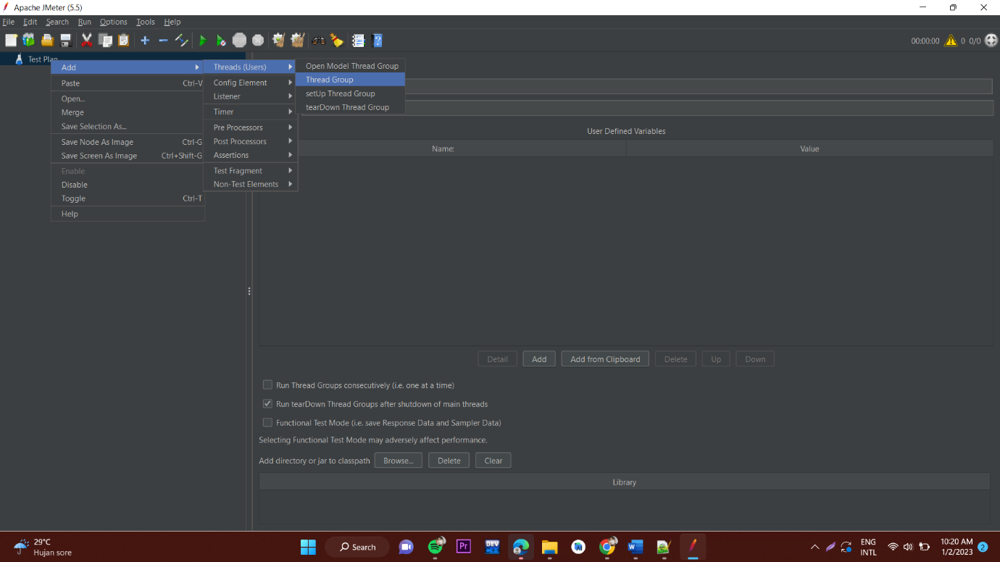 Apache JMeter (5.5)
File Edit Search Run Options Tools Help
00:00:00 0 0/0
Test Plan
Add
Paste Ctrl-V
Open...
Merge
Save Selection As...
Save Node As Image Ctrl-G
Save Screen As Image Ctrl+Shift-G
Enable
Disable
Toggle Ctrl-T
Help
Threads (Users)
Config Element
Listener
Timer
Pre Processors
Post Processors
Assertions
Test Fragment
Non-Test Elements
Open Model Thread Group
Thread Group
setUp Thread Group
tearDown Thread Group
User Defined Variables
Name: Value
Detail Add Add from Clipboard Delete Up Down
Run Thread Groups consecutively (i.e. one at a time)
Run tearDown Thread Groups after shutdown of main threads
Functional Test Mode (i.e. save Response Data and Sampler Data)
Selecting Functional Test Mode may adversely affect performance.
Add directory or jar to classpath Browse... Delete Clear
Library
29°C
Hujan sore
Search
Pr
DEV
ENG
INTL
10:20 AM
1/2/2023
2